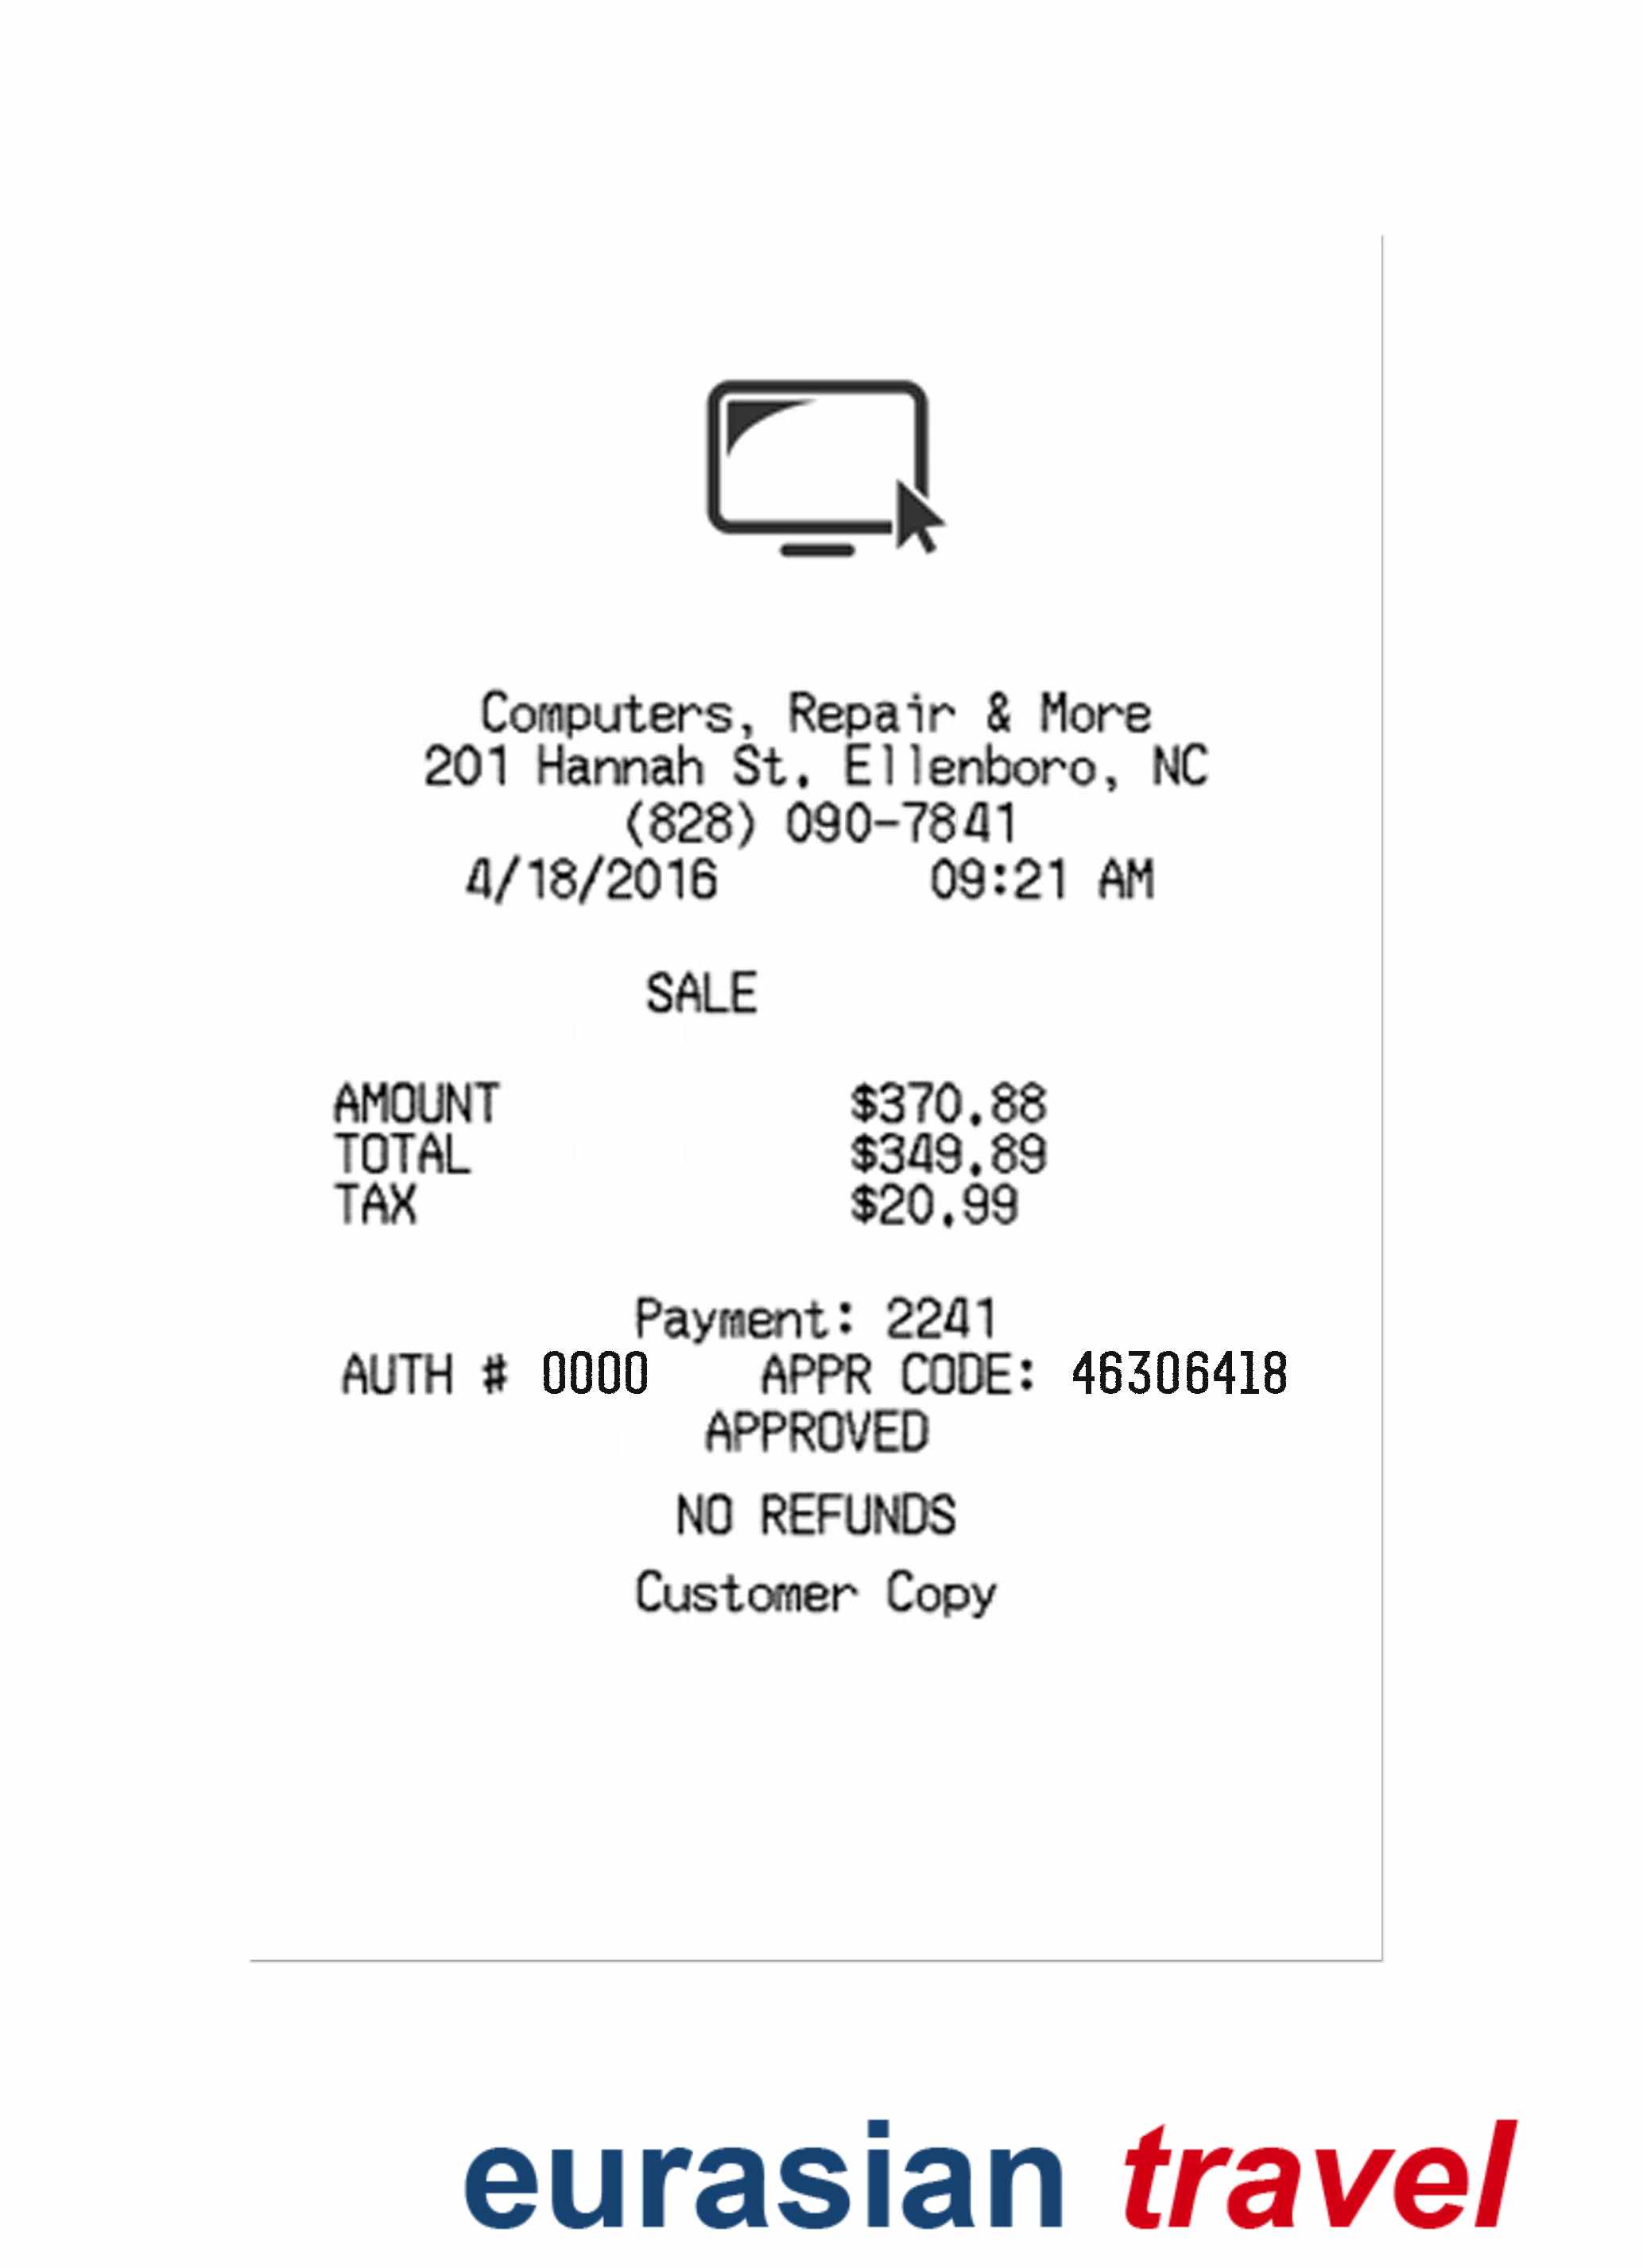 Computers, Repair & More
201 Hannah St. Ellenboro, NC
(828) 090-7841
4/18/2016 09:21 AM
SALE
AMOUNT $370.88
TOTAL $349.89
TAX $20.99
Payment: 2241
AUTH # 0000 APPR CODE: 46306418
APPROVED
NO REFUNDS
Customer Copy
eurasian travel